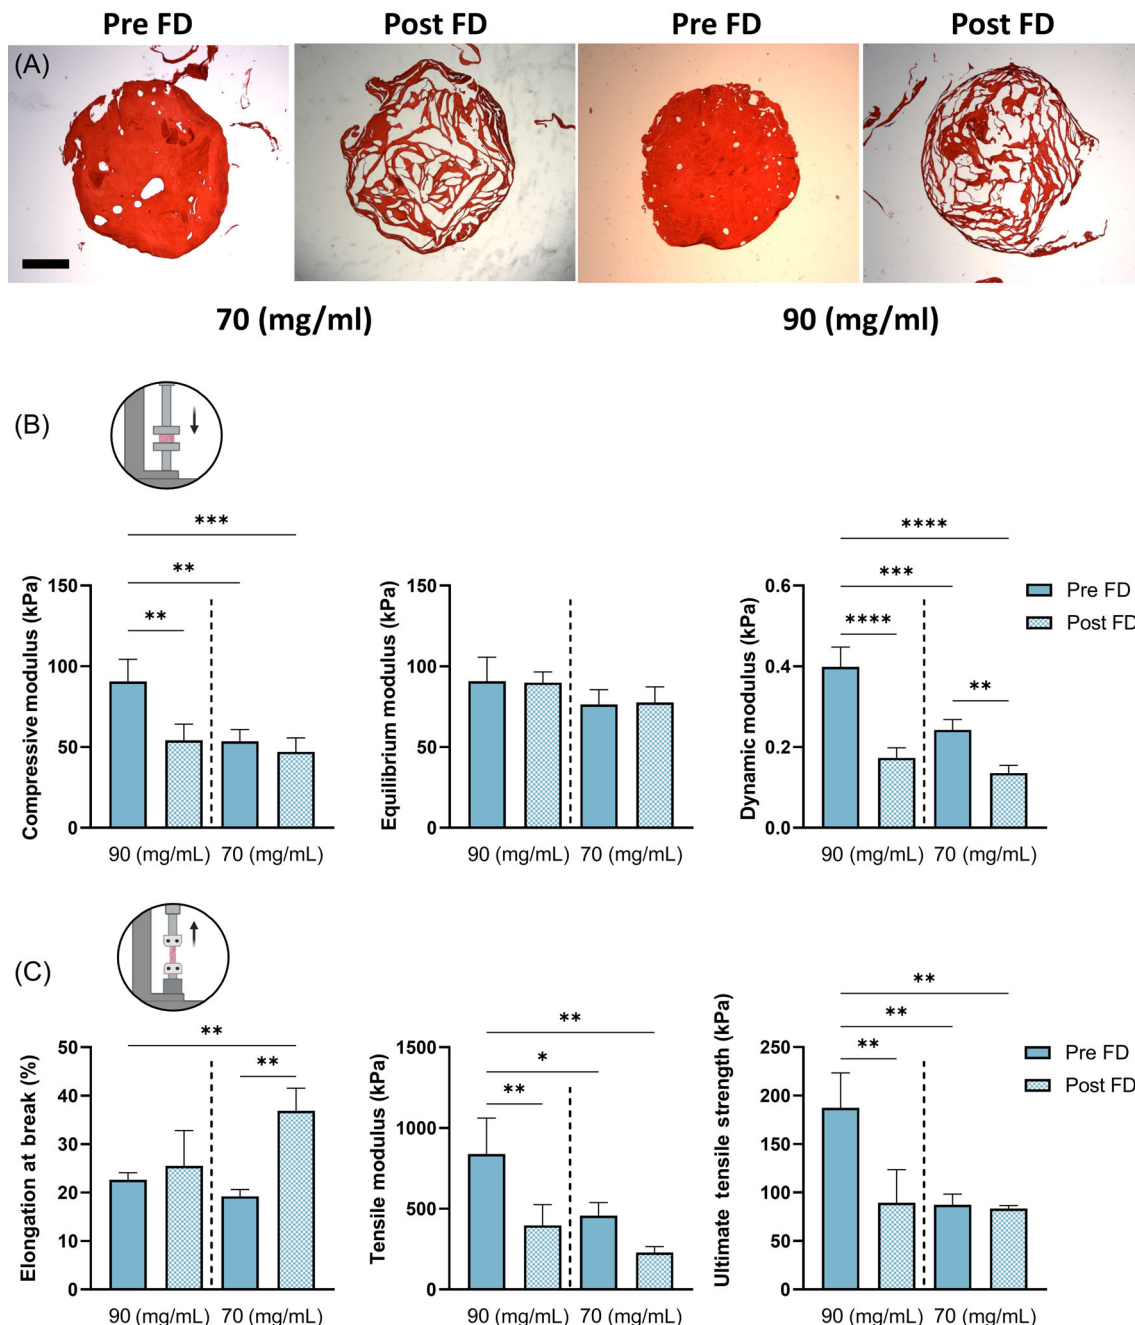 Pre FD Post FD Pre FD Post FD
(A)
70 (mg/ml) 90 (mg/ml)
(B)
***
**
**
Compressive modulus (kPa)
150
100
50
0
90 (mg/mL) 70 (mg/mL)
Equilibrium modulus (kPa)
150
100
50
0
90 (mg/mL) 70 (mg/mL)
****
***
****
**
Dynamic modulus (kPa)
0.6
0.4
0.2
0.0
90 (mg/mL) 70 (mg/mL)
Pre FD
Post FD
(C)
**
**
Elongation at break (%)
50
40
30
20
10
0
90 (mg/mL) 70 (mg/mL)
**
*
**
Tensile modulus (kPa)
1500
1000
500
0
90 (mg/mL) 70 (mg/mL)
**
**
**
Ultimate tensile strength (kPa)
250
200
150
100
50
0
90 (mg/mL) 70 (mg/mL)
Pre FD
Post FD